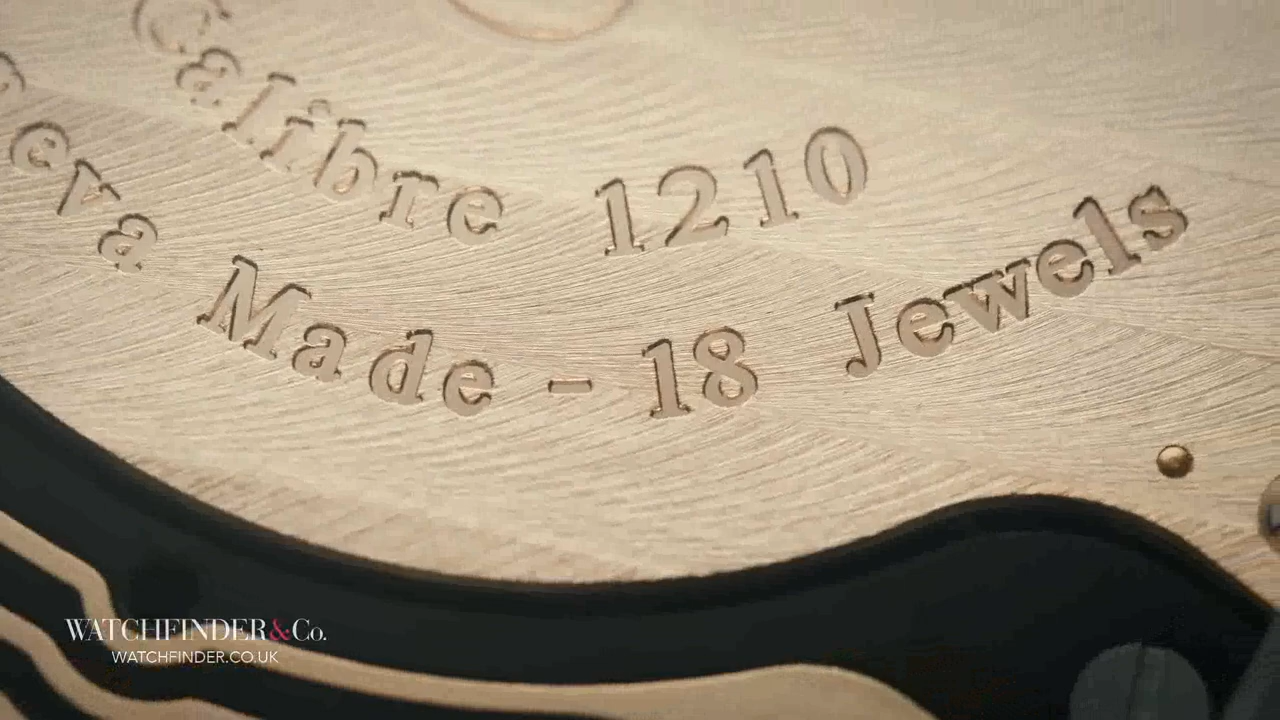 Calibre 1210
eva Made - 18 Jewels
WATCHFINDER&Co.
WATCHFINDER.CO.UK